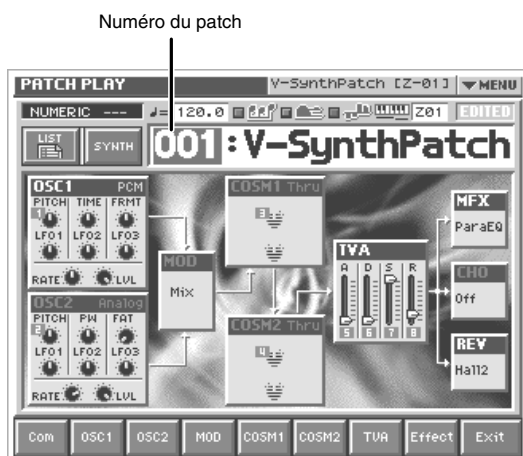 Numéro du patch
PATCH PLAY V-SynthPatch [Z-01] MENU
NUMERIC --- ♩= 120.0 Z01 EDITED
LIST SYNTH 001:V-SynthPatch
OSC1 PCM
PITCH TIME FRMT
1
LFO1 LFO2 LFO3
RATE LVL
OSC2 Analog
PITCH PW FAT
2
LFO1 LFO2 LFO3
RATE LVL
MOD
Mix
COSM1 Thru
3
COSM2 Thru
4
TVA
A D S R
5 6 7 8
MFX
ParaEQ
CHO
Off
REV
Hall2
Com OSC1 OSC2 MOD COSM1 COSM2 TVA Effect Exit